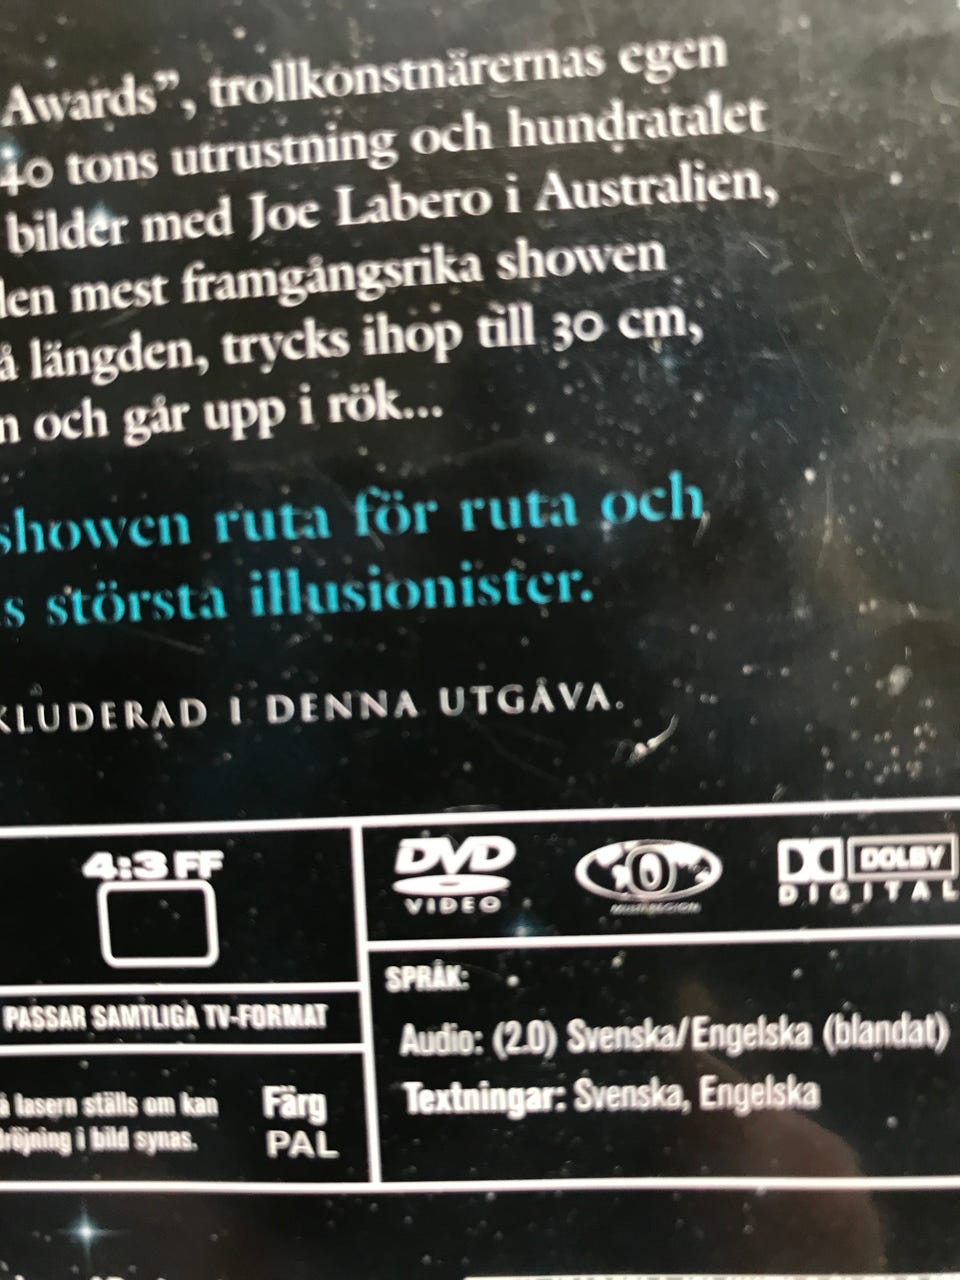 Awards”, trollkonstnärernas egen
40 tons utrustning och hundratalet
bilder med Joe Labero i Australien,
den mest framgångsrika showen
å längden, trycks ihop till 30 cm,
n och går upp i rök...
showen ruta för ruta och
s största illusionister.
KLUDERAD I DENNA UTGÅVA.
4:3 FF
DVD
VIDEO
0
MULTIREGION
DOLBY
DIGITAL
PASSAR SAMTLIGA TV-FORMAT
SPRÅK:
Audio: (2.0) Svenska/Engelska (blandat)
Textningar: Svenska, Engelska
å lasern ställs om kan
dröjning i bild synas.
Färg
PAL